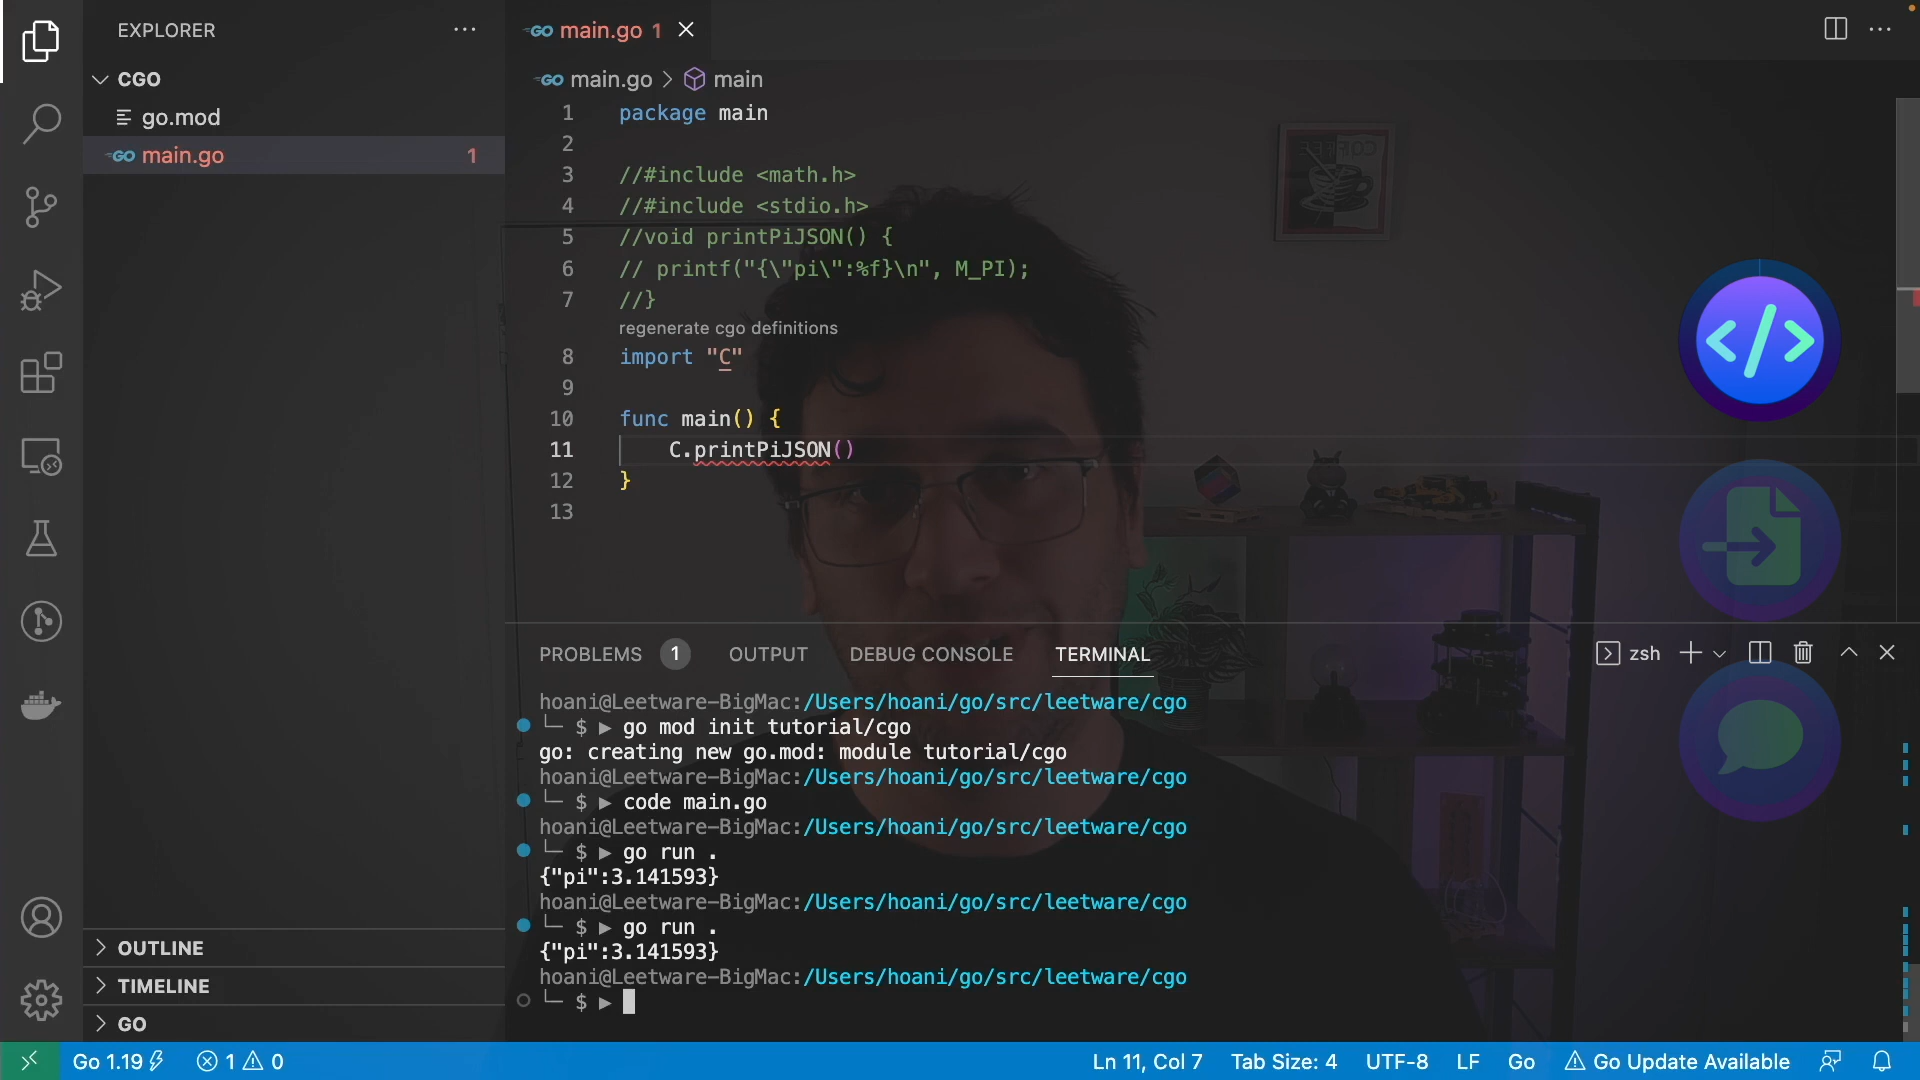 EXPLORER
CGO
go.mod
GO main.go 1
OUTLINE
TIMELINE
GO
GO main.go 1
GO main.go > main
1 package main
2
3 //#include <math.h>
4 //#include <stdio.h>
5 //void printPiJSON() {
6 // printf("{\"pi\":%f}\n", M_PI);
7 //}
regenerate cgo definitions
8 import "C"
9
10 func main() {
11 C.printPiJSON()
12 }
13
COFFEE
PROBLEMS 1 OUTPUT DEBUG CONSOLE TERMINAL
zsh
hoani@Leetware-BigMac:/Users/hoani/go/src/leetware/cgo
└─ $ ▶ go mod init tutorial/cgo
go: creating new go.mod: module tutorial/cgo
hoani@Leetware-BigMac:/Users/hoani/go/src/leetware/cgo
└─ $ ▶ code main.go
hoani@Leetware-BigMac:/Users/hoani/go/src/leetware/cgo
└─ $ ▶ go run .
{"pi":3.141593}
hoani@Leetware-BigMac:/Users/hoani/go/src/leetware/cgo
└─ $ ▶ go run .
{"pi":3.141593}
hoani@Leetware-BigMac:/Users/hoani/go/src/leetware/cgo
└─ $ ▶
Go 1.19 1 0 Ln 11, Col 7 Tab Size: 4 UTF-8 LF Go Go Update Available